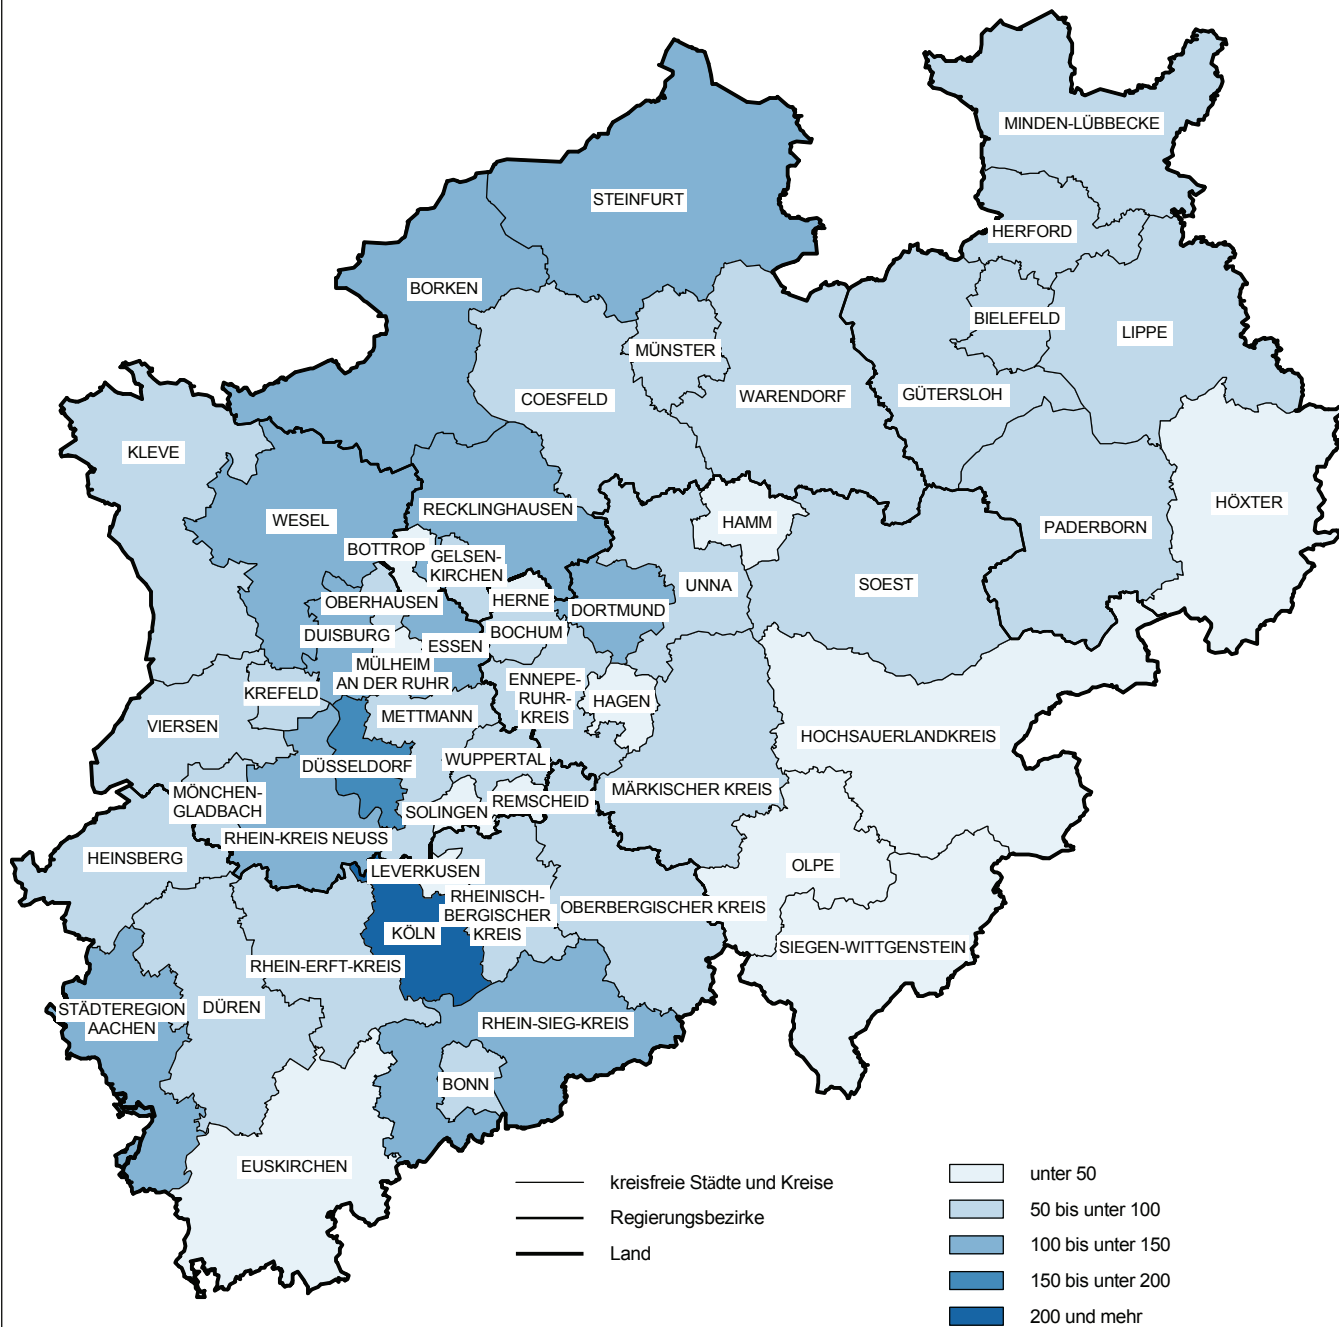 MINDEN-LÜBBECKE
STEINFURT
HERFORD
BORKEN
BIELEFELD
LIPPE
MÜNSTER
COESFELD
WARENDORF
GÜTERSLOH
KLEVE
HÖXTER
WESEL
RECKLINGHAUSEN
HAMM
PADERBORN
BOTTROP
GELSEN-
KIRCHEN
UNNA
SOEST
OBERHAUSEN
HERNE
DORTMUND
DUISBURG
ESSEN
BOCHUM
MÜLHEIM
AN DER RUHR
ENNEPE-
RUHR-
KREIS
KREFELD
HAGEN
METTMANN
VIERSEN
HOCHSAUERLANDKREIS
WUPPERTAL
DÜSSELDORF
MÄRKISCHER KREIS
MÖNCHEN-
GLADBACH
SOLINGEN
REMSCHEID
RHEIN-KREIS NEUSS
HEINSBERG
LEVERKUSEN
OLPE
RHEINISCH-
BERGISCHER
KREIS
OBERBERGISCHER KREIS
KÖLN
SIEGEN-WITTGENSTEIN
RHEIN-ERFT-KREIS
STÄDTEREGION
AACHEN
DÜREN
RHEIN-SIEG-KREIS
BONN
EUSKIRCHEN
kreisfreie Städte und Kreise
Regierungsbezirke
Land
unter 50
50 bis unter 100
100 bis unter 150
150 bis unter 200
200 und mehr